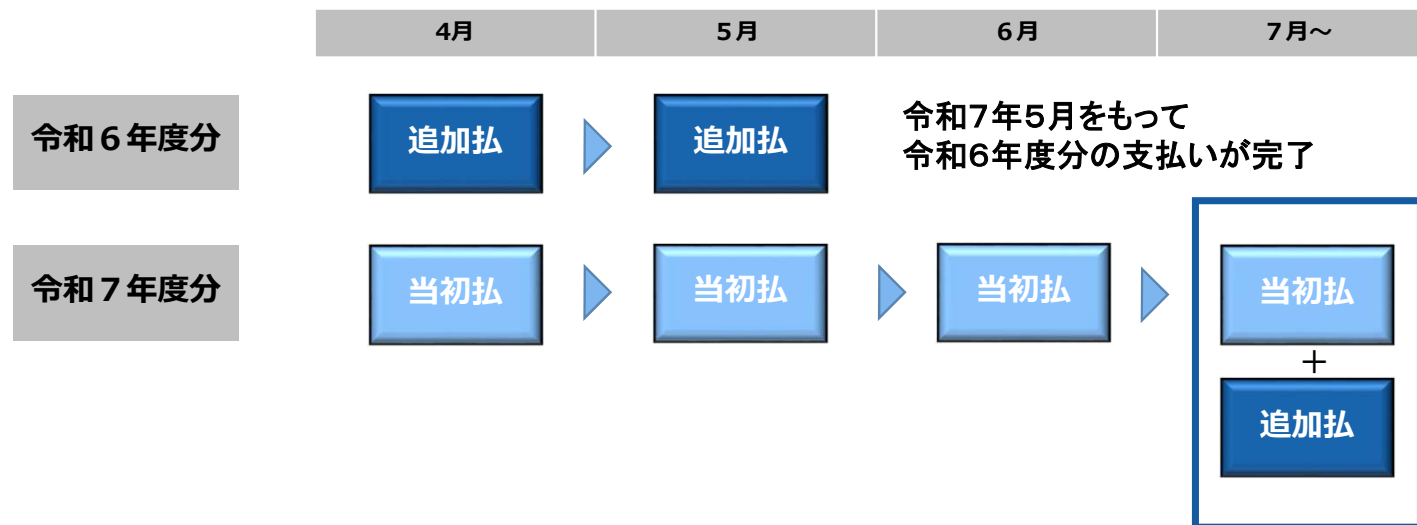 4月
5月
6月
7月～
令和6年度分
追加払
追加払
令和7年5月をもって
令和6年度分の支払いが完了
令和7年度分
当初払
当初払
当初払
当初払
＋
追加払